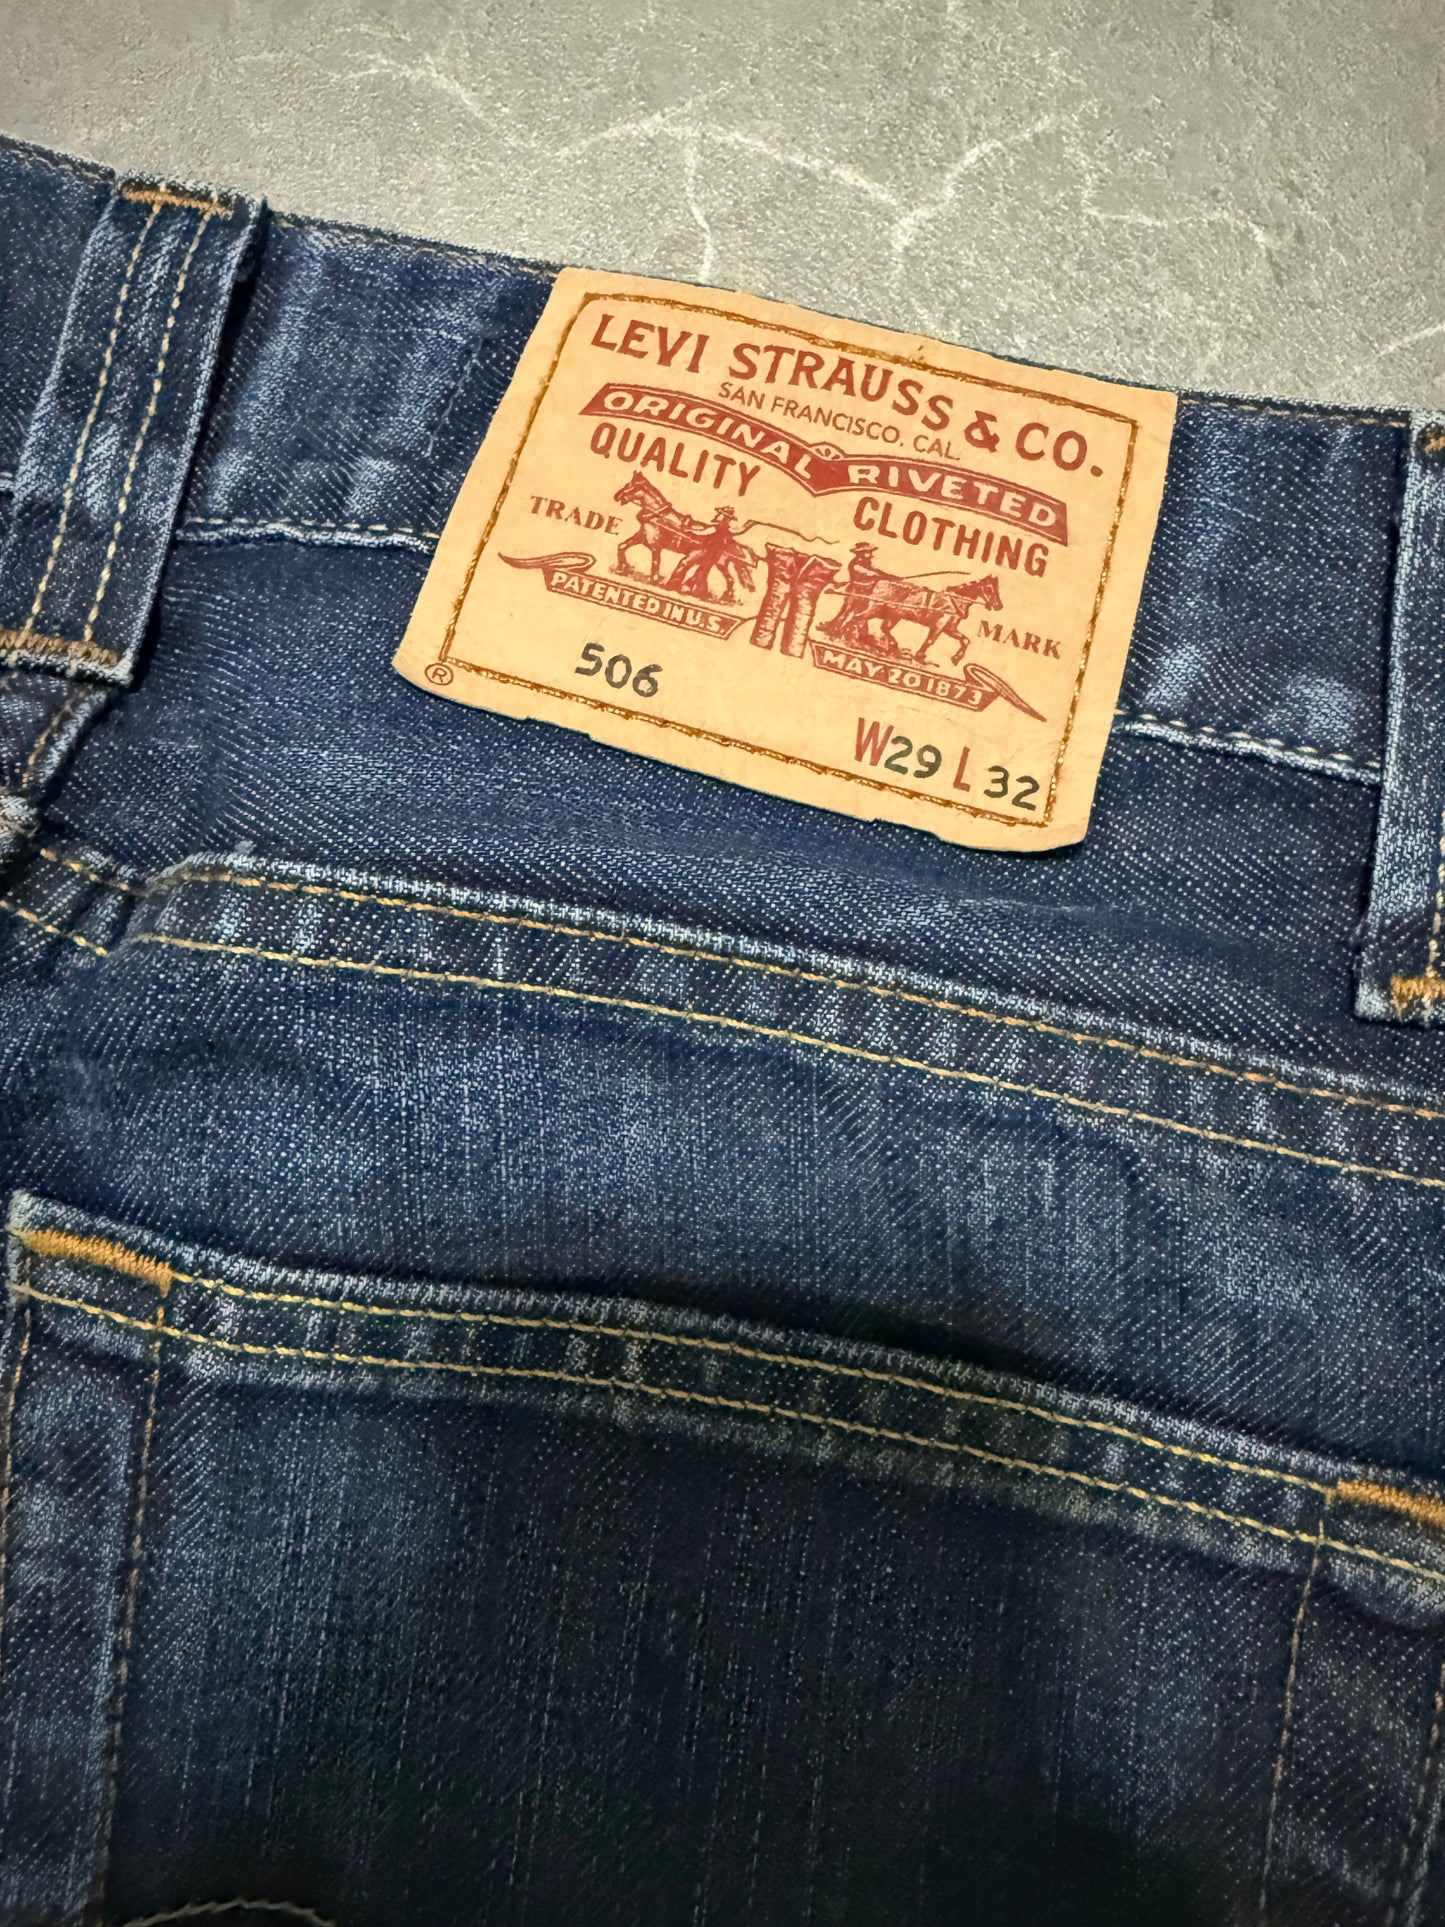 LEVI STRAUSS & CO.
SAN FRANCISCO, CAL.
ORIGINAL RIVETED
QUALITY CLOTHING
TRADE MARK
PATENTED IN U.S. MAY 20 1873
506
®
W29 L32